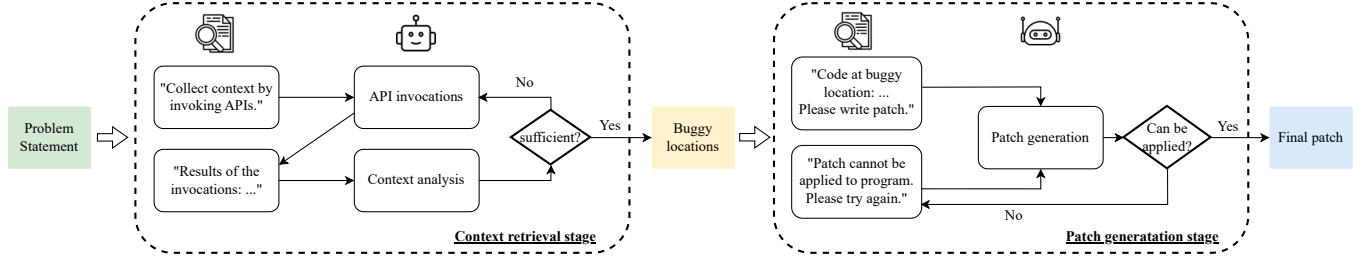 Problem
Statement
"Collect context by
invoking APIs."
API invocations
"Results of the
invocations: ..."
Context analysis
No
sufficient?
Yes
Context retrieval stage
Buggy
locations
"Code at buggy
location: ...
Please write patch."
"Patch cannot be
applied to program.
Please try again."
Patch generation
Can be
applied?
Yes
No
Patch generatation stage
Final patch